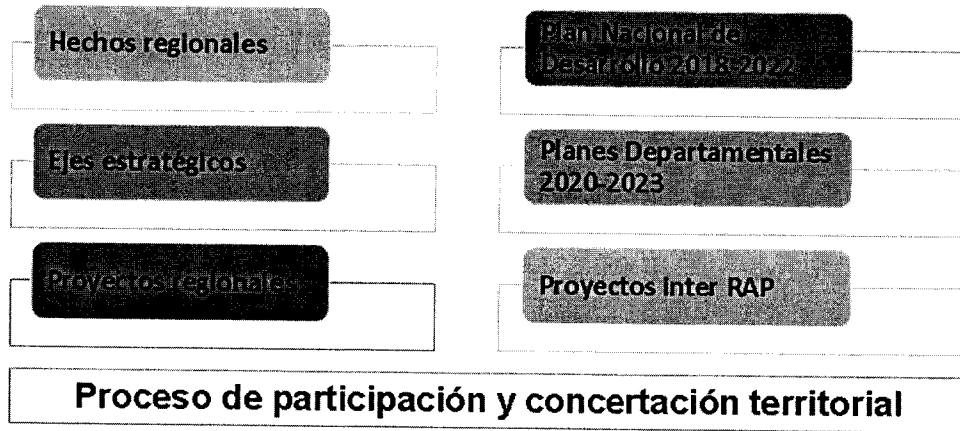 Hechos regionales
Ejes estratégicos
Proyectos regionales
Plan Nacional de
Desarrollo 2018-2022
Planes Departamentales
2020-2023
Proyectos Inter RAP
Proceso de participación y concertación territorial